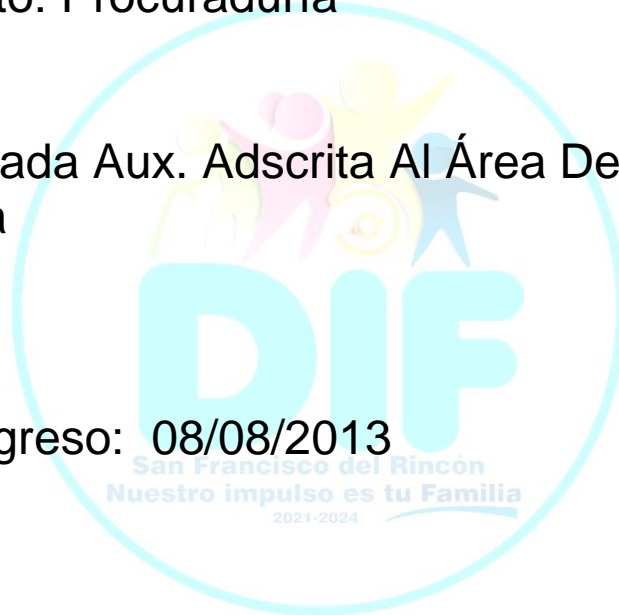 to: Procuraduría
ada Aux. Adscrita Al Área De
a
greso: 08/08/2013
DIF
San Francisco del Rincón
Nuestro impulso es tu Familia
2021-2024